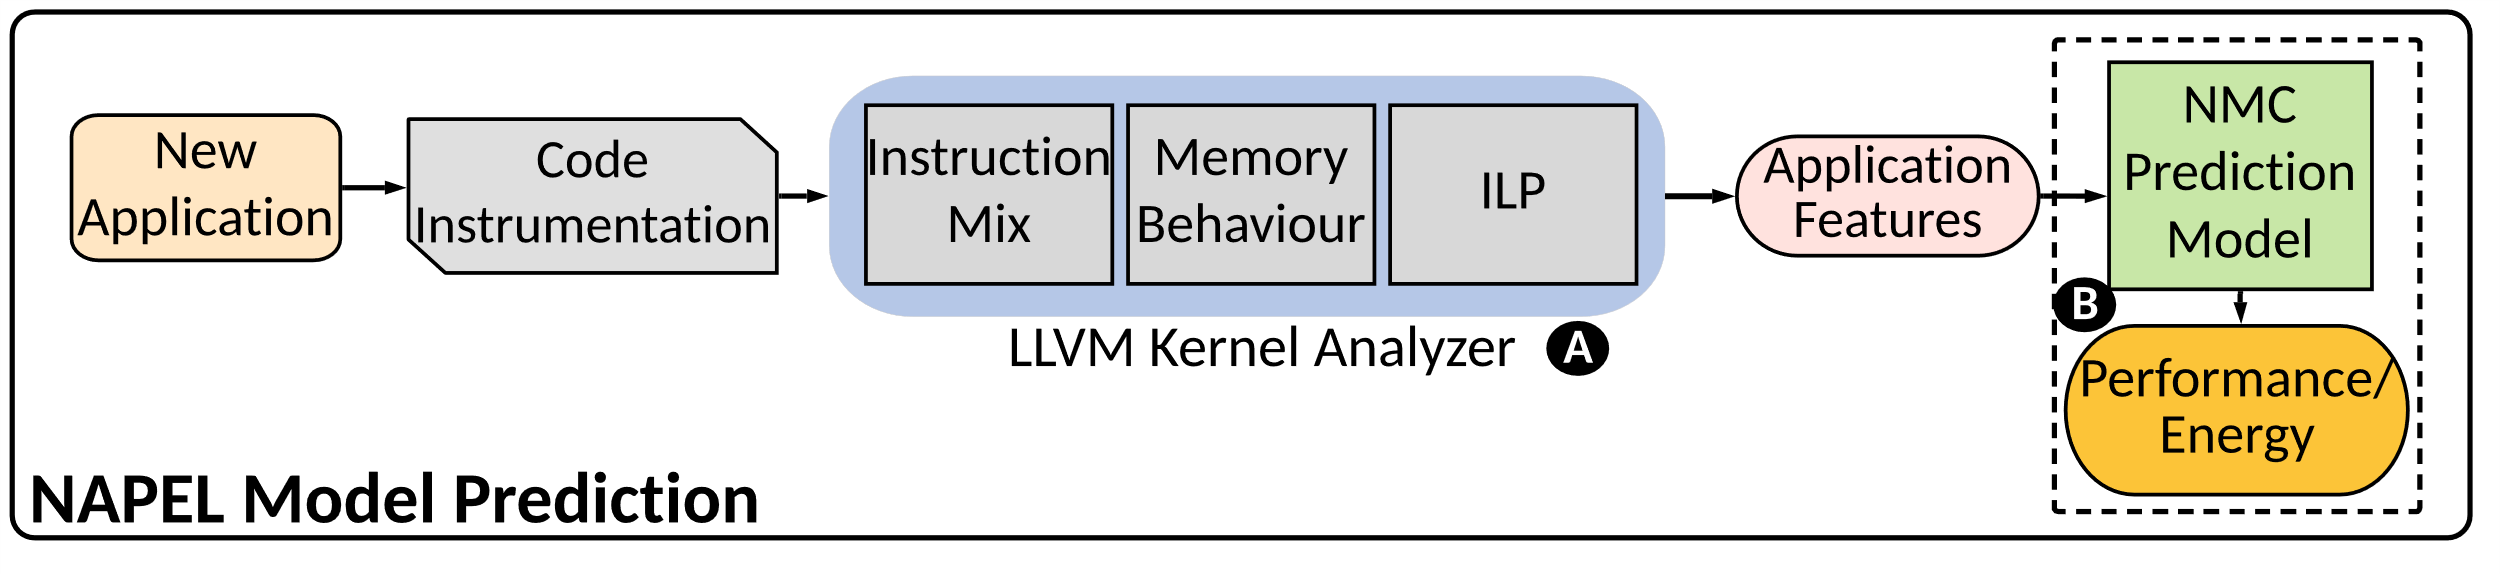 New
Application
Code
Instrumentation
Instruction
Mix
Memory
Behaviour
ILP
LLVM Kernel Analyzer
A
Application
Features
NMC
Prediction
Model
B
Performance/
Energy
NAPEL Model Prediction